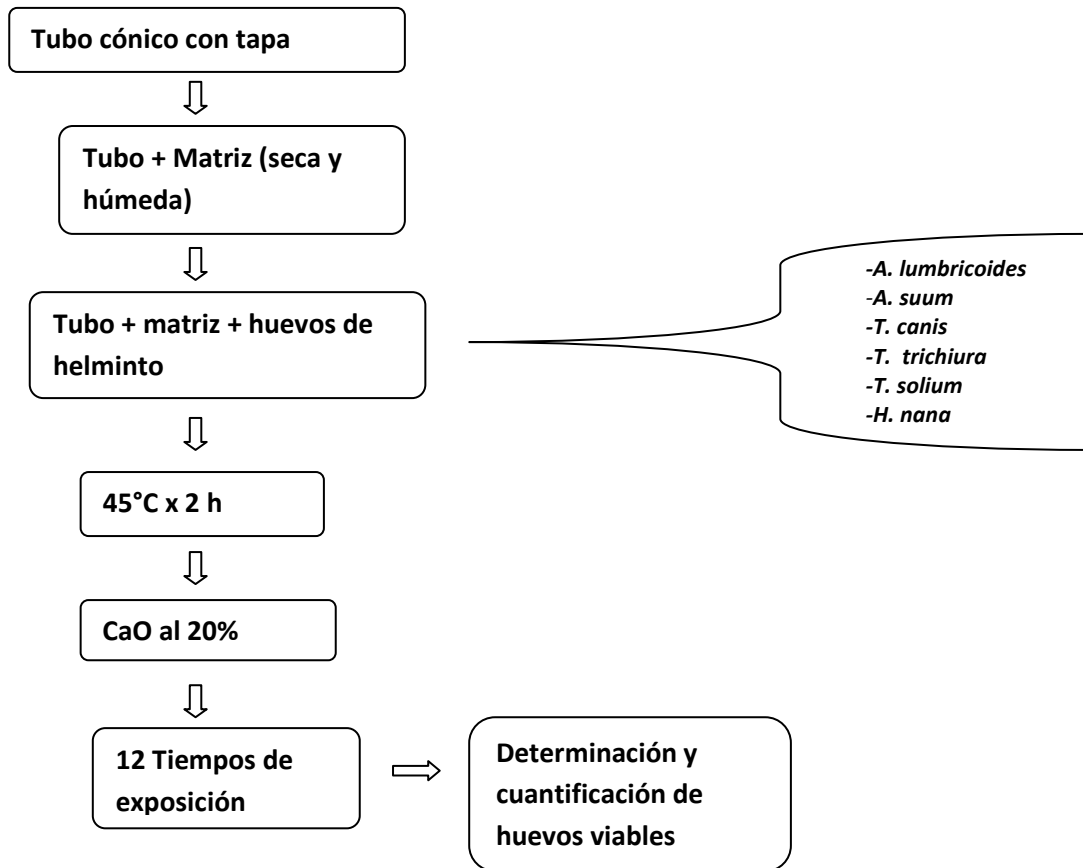 Tubo cónico con tapa
Tubo + Matriz (seca y
húmeda)
Tubo + matriz + huevos de
helminto
-A. lumbricoides
-A. suum
-T. canis
-T. trichiura
-T. solium
-H. nana
45°C x 2 h
CaO al 20%
12 Tiempos de
exposición
Determinación y
cuantificación de
huevos viables